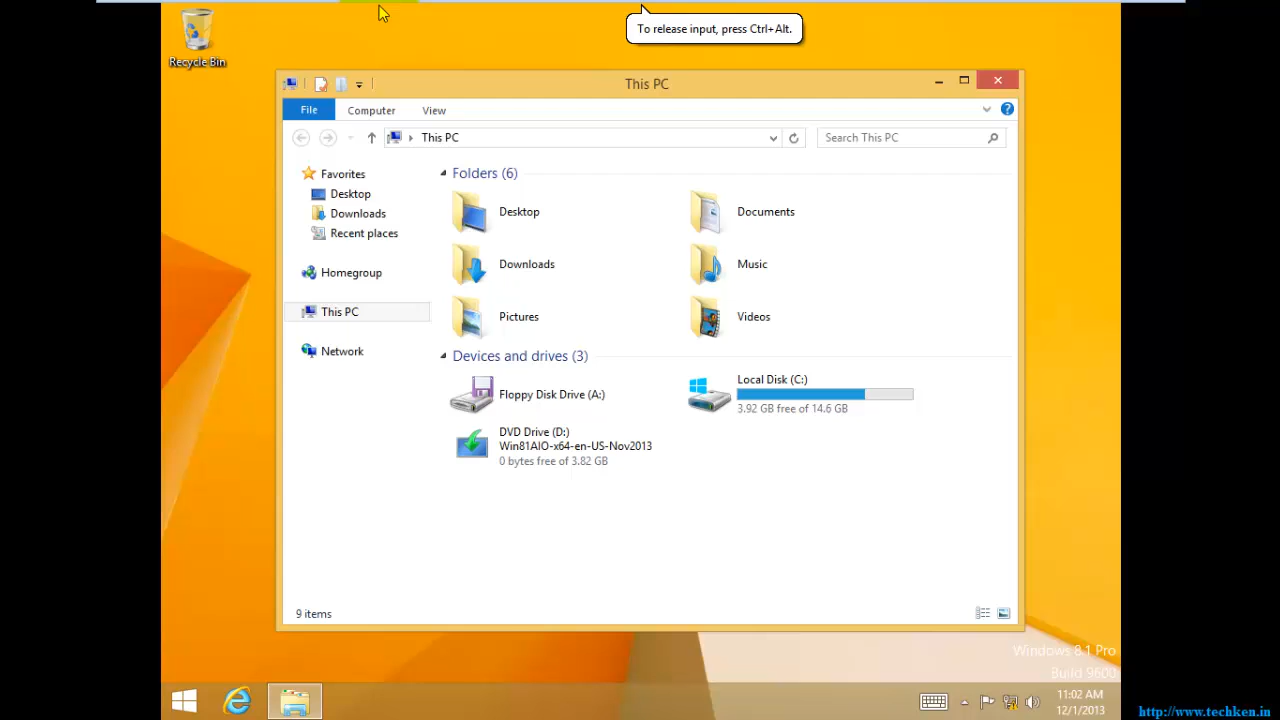 To release input, press Ctrl+Alt.
Recycle Bin
This PC
File
Computer
View
This PC
Search This PC
Favorites
Desktop
Downloads
Recent places
Homegroup
This PC
Network
Folders (6)
Desktop
Documents
Downloads
Music
Pictures
Videos
Devices and drives (3)
Floppy Disk Drive (A:)
Local Disk (C:)
3.92 GB free of 14.6 GB
DVD Drive (D:)
Win81AIO-x64-en-US-Nov2013
0 bytes free of 3.82 GB
9 items
Windows 8.1 Pro
Build 9600
11:02 AM
12/1/2013
http://www.techken.in